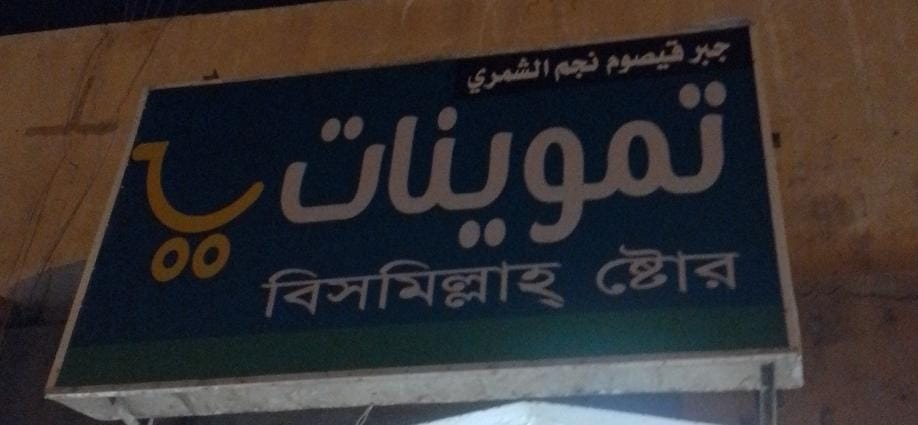 جبر قيصوم نجم الشمري
تموينات
বিসমিল্লাহ্ ষ্টোর